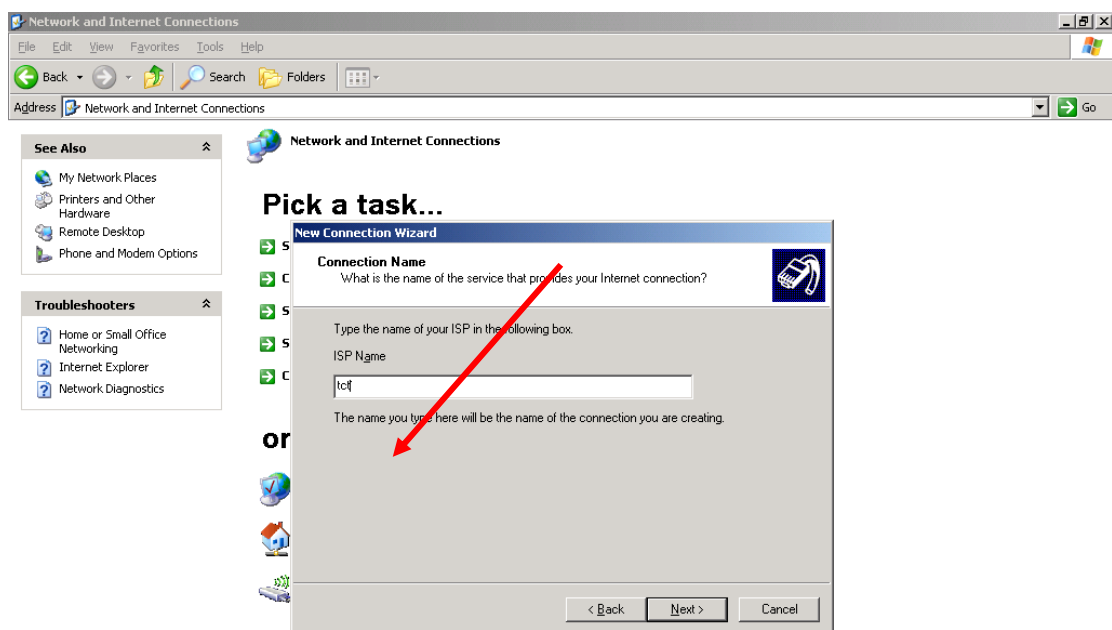 Network and Internet Connections
File Edit View Favorites Tools Help
Back Search Folders
Address Network and Internet Connections Go
See Also
My Network Places
Printers and Other
Hardware
Remote Desktop
Phone and Modem Options
Troubleshooters
Home or Small Office
Networking
Internet Explorer
Network Diagnostics
Network and Internet Connections
Pick a task...
S
C
S
S
C
or
New Connection Wizard
Connection Name
What is the name of the service that provides your Internet connection?
Type the name of your ISP in the following box.
ISP Name
tct
The name you type here will be the name of the connection you are creating.
< Back Next > Cancel